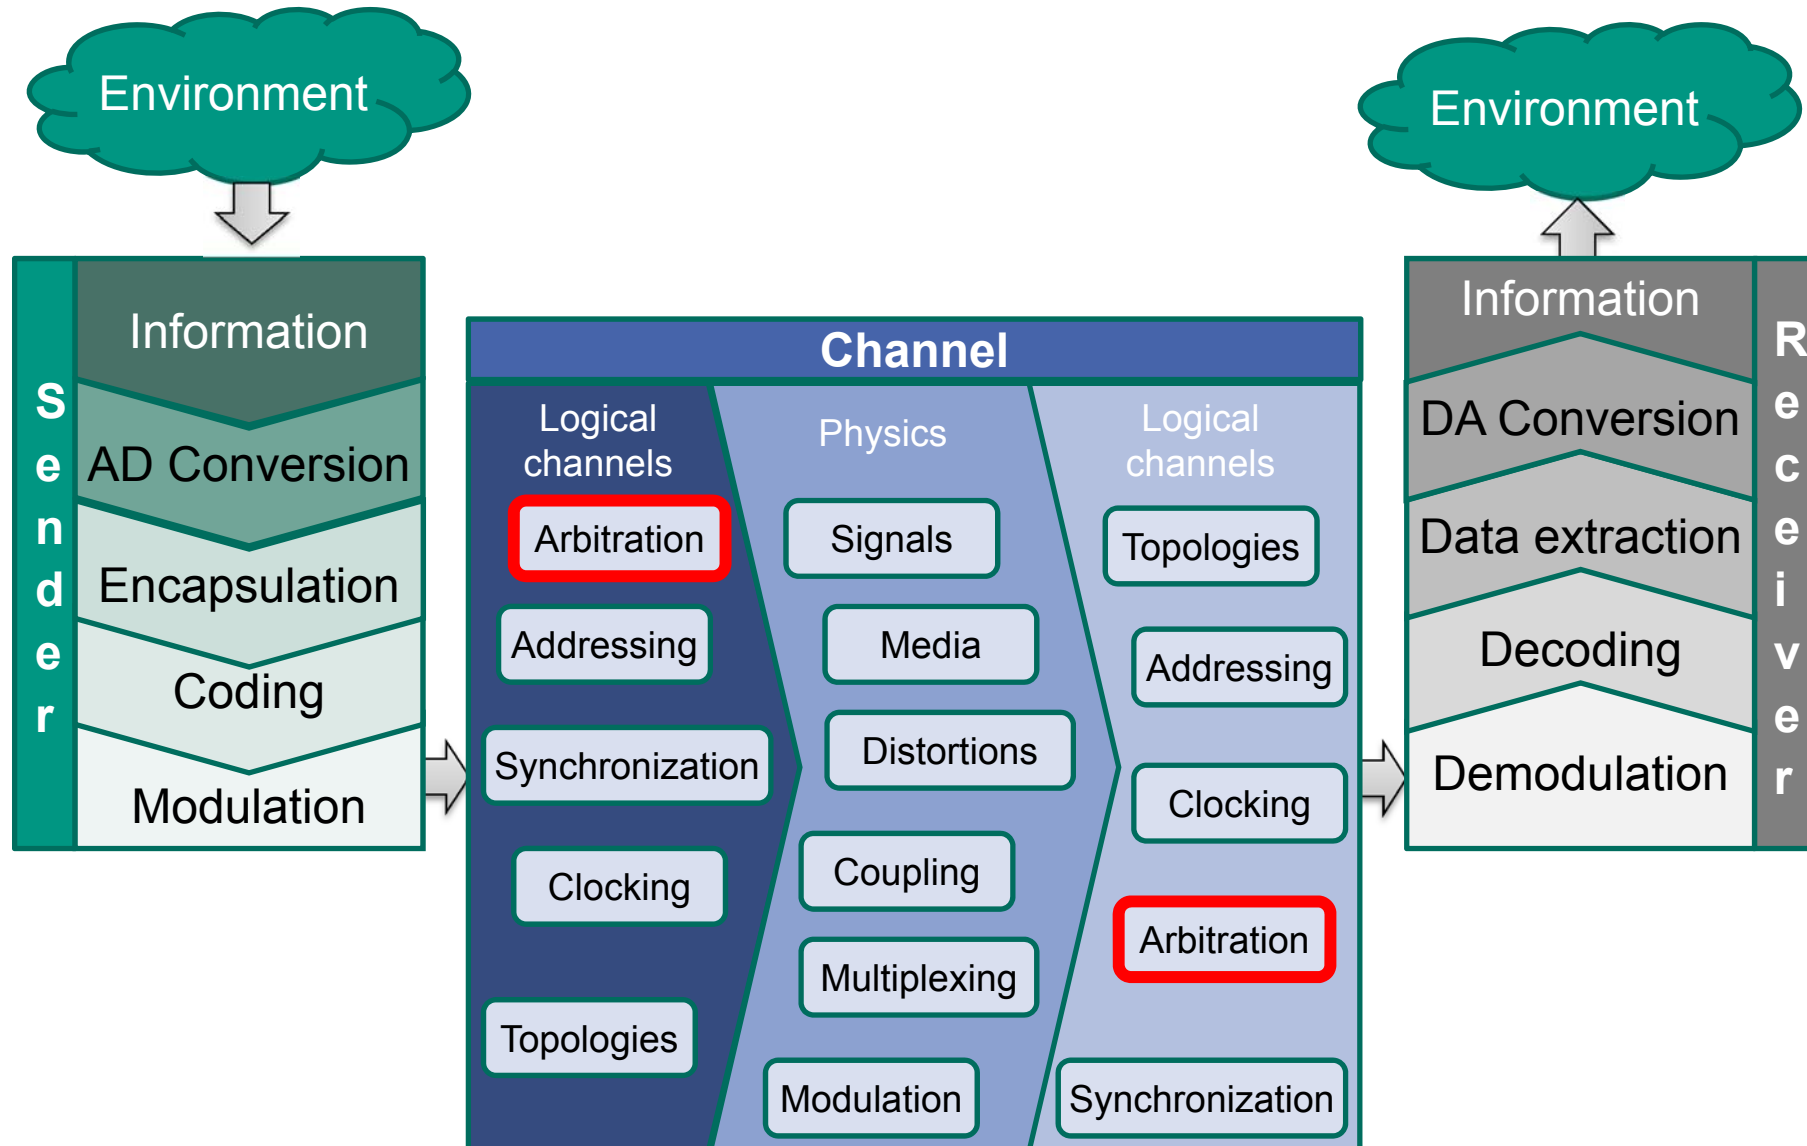 Environment
Environment
Sender
Information
AD Conversion
Encapsulation
Coding
Modulation
Channel
Logical
channels
Arbitration
Addressing
Synchronization
Clocking
Topologies
Physics
Signals
Media
Distortions
Coupling
Multiplexing
Modulation
Logical
channels
Topologies
Addressing
Clocking
Arbitration
Synchronization
Information
DA Conversion
Data extraction
Decoding
Demodulation
Receiver